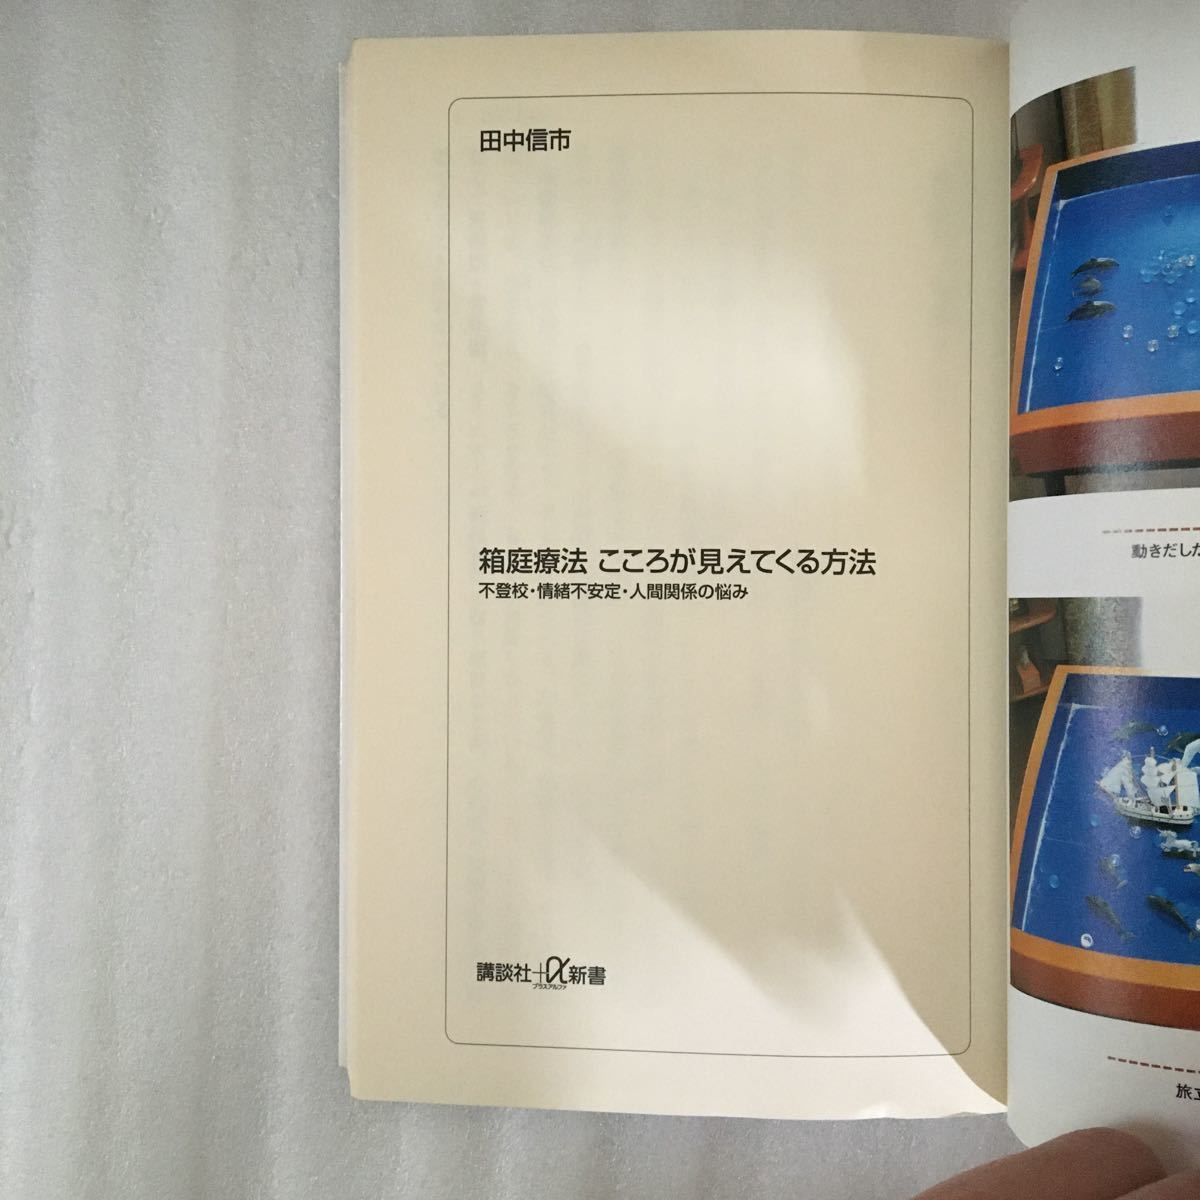 田中信市
箱庭療法 こころが見えてくる方法
不登校・情緒不安定・人間関係の悩み
講談社+α新書
プラスアルファ
動きだした
旅立